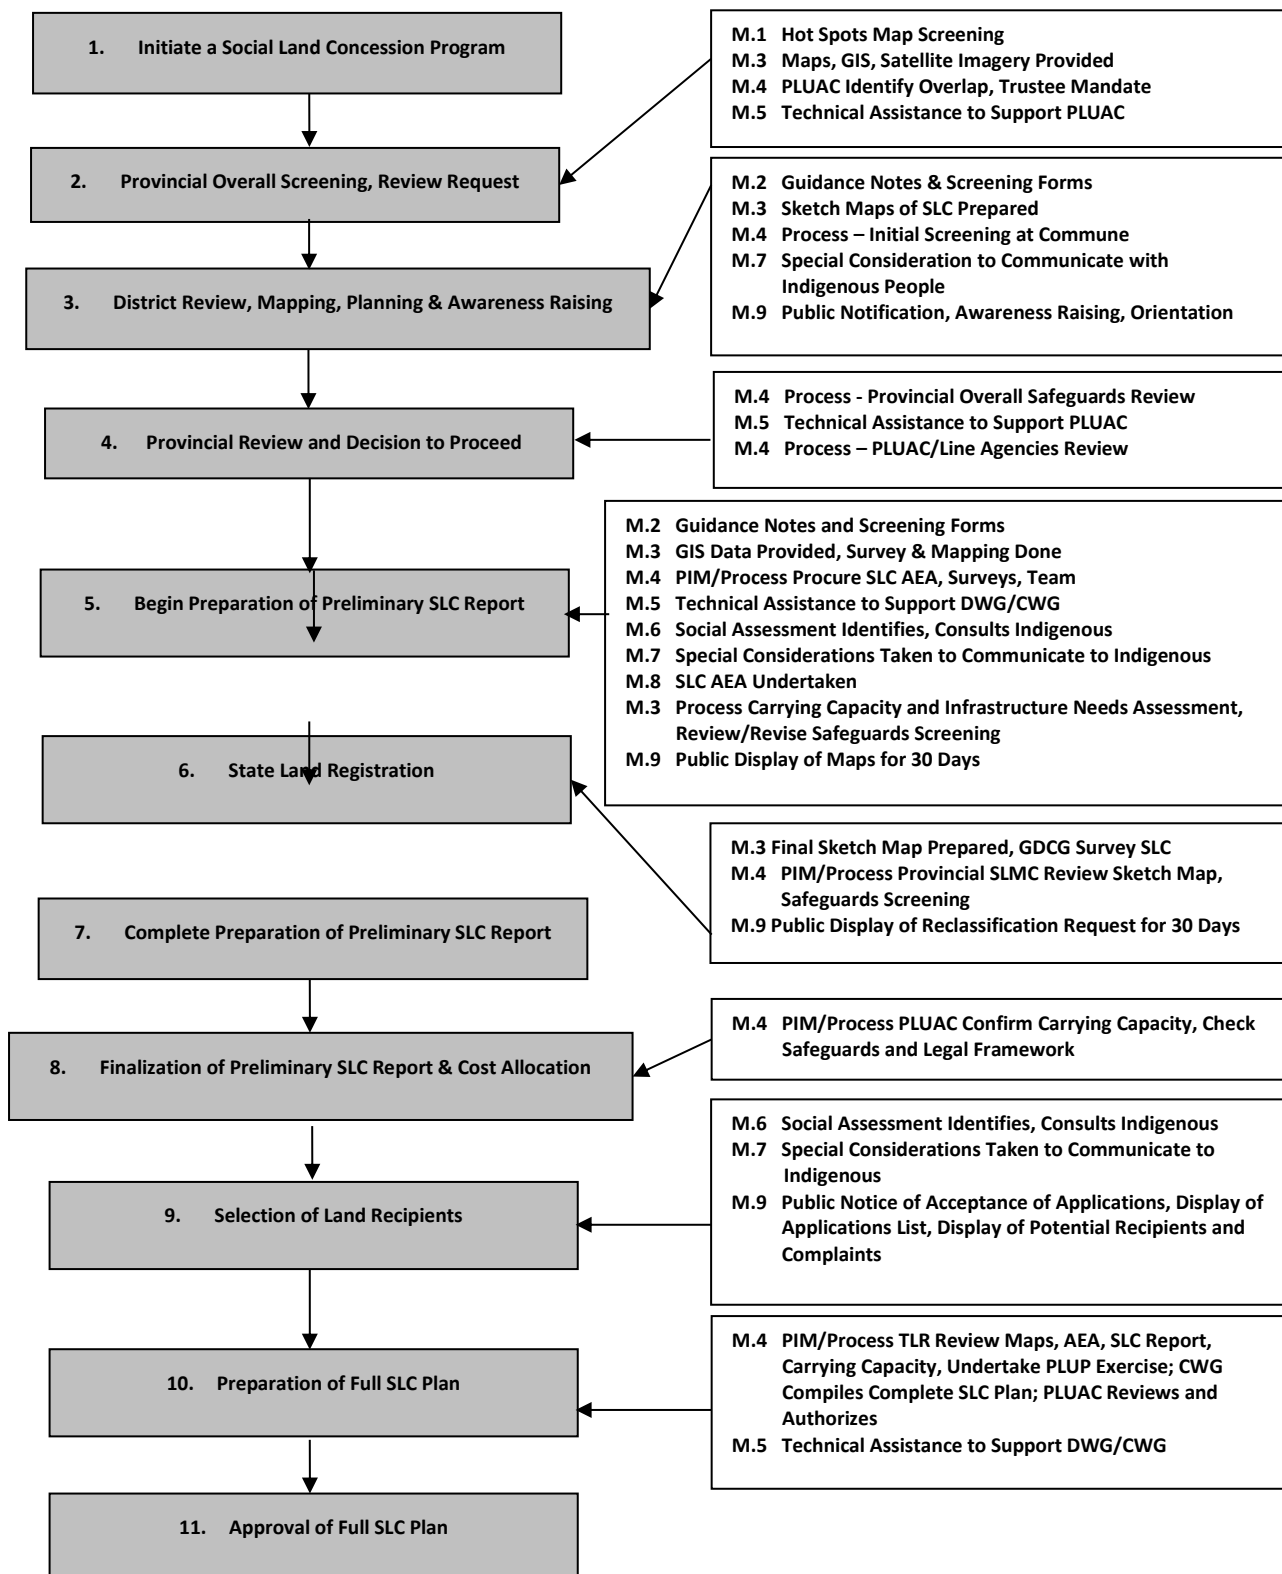 1. Initiate a Social Land Concession Program
M.1 Hot Spots Map Screening
M.3 Maps, GIS, Satellite Imagery Provided
M.4 PLUAC Identify Overlap, Trustee Mandate
M.5 Technical Assistance to Support PLUAC
2. Provincial Overall Screening, Review Request
M.2 Guidance Notes & Screening Forms
M.3 Sketch Maps of SLC Prepared
M.4 Process – Initial Screening at Commune
M.7 Special Consideration to Communicate with
Indigenous People
M.9 Public Notification, Awareness Raising, Orientation
3. District Review, Mapping, Planning & Awareness Raising
M.4 Process - Provincial Overall Safeguards Review
M.5 Technical Assistance to Support PLUAC
M.4 Process – PLUAC/Line Agencies Review
4. Provincial Review and Decision to Proceed
M.2 Guidance Notes and Screening Forms
M.3 GIS Data Provided, Survey & Mapping Done
M.4 PIM/Process Procure SLC AEA, Surveys, Team
M.5 Technical Assistance to Support DWG/CWG
M.6 Social Assessment Identifies, Consults Indigenous
M.7 Special Considerations Taken to Communicate to Indigenous
M.8 SLC AEA Undertaken
M.3 Process Carrying Capacity and Infrastructure Needs Assessment,
Review/Revise Safeguards Screening
M.9 Public Display of Maps for 30 Days
5. Begin Preparation of Preliminary SLC Report
6. State Land Registration
M.3 Final Sketch Map Prepared, GDCG Survey SLC
M.4 PIM/Process Provincial SLMC Review Sketch Map,
Safeguards Screening
M.9 Public Display of Reclassification Request for 30 Days
7. Complete Preparation of Preliminary SLC Report
M.4 PIM/Process PLUAC Confirm Carrying Capacity, Check
Safeguards and Legal Framework
8. Finalization of Preliminary SLC Report & Cost Allocation
M.6 Social Assessment Identifies, Consults Indigenous
M.7 Special Considerations Taken to Communicate to
Indigenous
M.9 Public Notice of Acceptance of Applications, Display of
Applications List, Display of Potential Recipients and
Complaints
9. Selection of Land Recipients
M.4 PIM/Process TLR Review Maps, AEA, SLC Report,
Carrying Capacity, Undertake PLUP Exercise; CWG
Compiles Complete SLC Plan; PLUAC Reviews and
Authorizes
M.5 Technical Assistance to Support DWG/CWG
10. Preparation of Full SLC Plan
11. Approval of Full SLC Plan